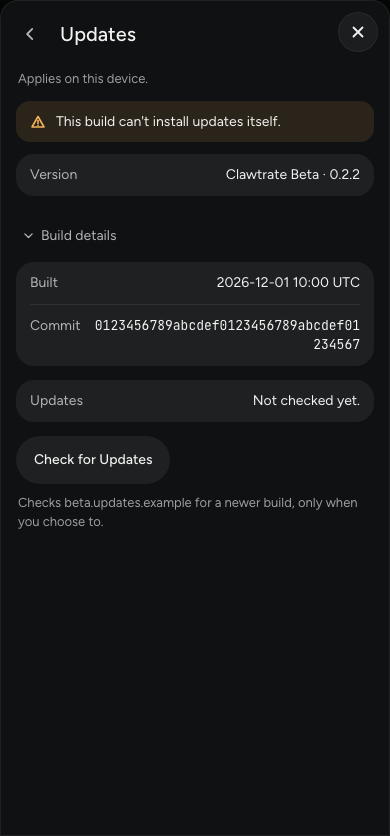 Updates
Applies on this device.
This build can't install updates itself.
Version Clawtrate Beta · 0.2.2
Build details
Built 2026-12-01 10:00 UTC
Commit 0123456789abcdef0123456789abcdef01
234567
Updates Not checked yet.
Check for Updates
Checks beta.updates.example for a newer build, only when
you choose to.